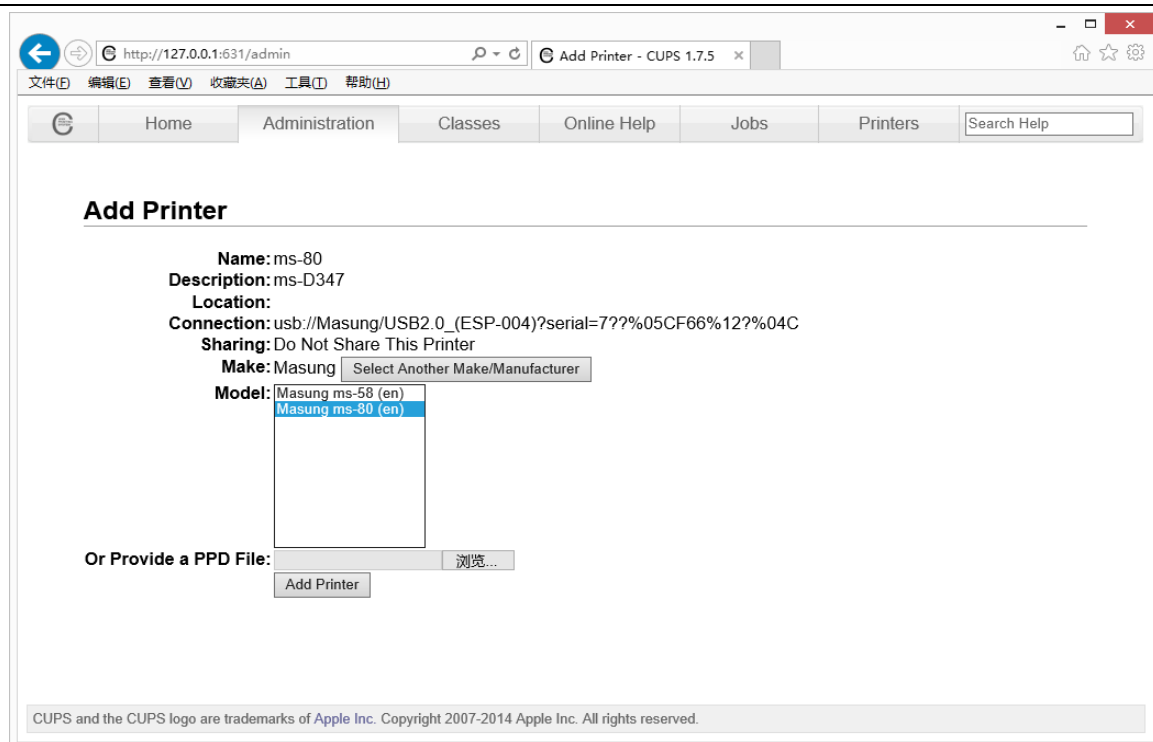 http://127.0.0.1:631/admin
Add Printer - CUPS 1.7.5
文件(F) 编辑(E) 查看(V) 收藏夹(A) 工具(T) 帮助(H)
Home Administration Classes Online Help Jobs Printers Search Help
Add Printer
Name: ms-80
Description: ms-D347
Location:
Connection: usb://Masung/USB2.0_(ESP-004)?serial=7??%05CF66%12?%04C
Sharing: Do Not Share This Printer
Make: Masung Select Another Make/Manufacturer
Model: Masung ms-58 (en)
Masung ms-80 (en)
Or Provide a PPD File: 浏览...
Add Printer
CUPS and the CUPS logo are trademarks of Apple Inc. Copyright 2007-2014 Apple Inc. All rights reserved.